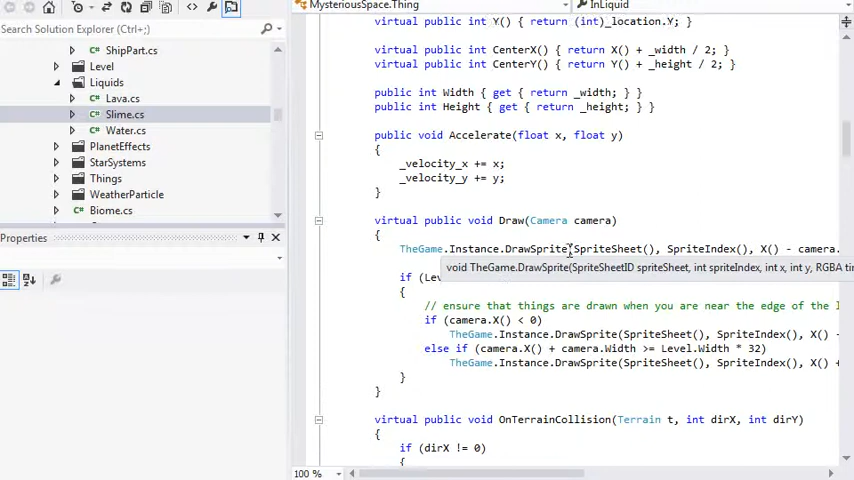 Search Solution Explorer (Ctrl+;)
ShipPart.cs
Level
Liquids
Lava.cs
Slime.cs
Water.cs
PlanetEffects
StarSystems
Things
WeatherParticle
Biome.cs
Properties
MysteriousSpace.Thing
InLiquid
virtual public int Y() { return (int)_location.Y; }
virtual public int CenterX() { return X() + _width / 2; }
virtual public int CenterY() { return Y() + _height / 2; }
public int Width { get { return _width; } }
public int Height { get { return _height; } }
public void Accelerate(float x, float y)
{
_velocity_x += x;
_velocity_y += y;
}
virtual public void Draw(Camera camera)
{
TheGame.Instance.DrawSprite(SpriteSheet(), SpriteIndex(), X() - camera.
void TheGame.DrawSprite(SpriteSheetID spriteSheet, int spriteIndex, int x, int y, RGBA tin
if (Lev
{
// ensure that things are drawn when you are near the edge of the l
if (camera.X() < 0)
TheGame.Instance.DrawSprite(SpriteSheet(), SpriteIndex(), X() -
else if (camera.X() + camera.Width >= Level.Width * 32)
TheGame.Instance.DrawSprite(SpriteSheet(), SpriteIndex(), X() +
}
}
virtual public void OnTerrainCollision(Terrain t, int dirX, int dirY)
{
if (dirX != 0)
{
100 %